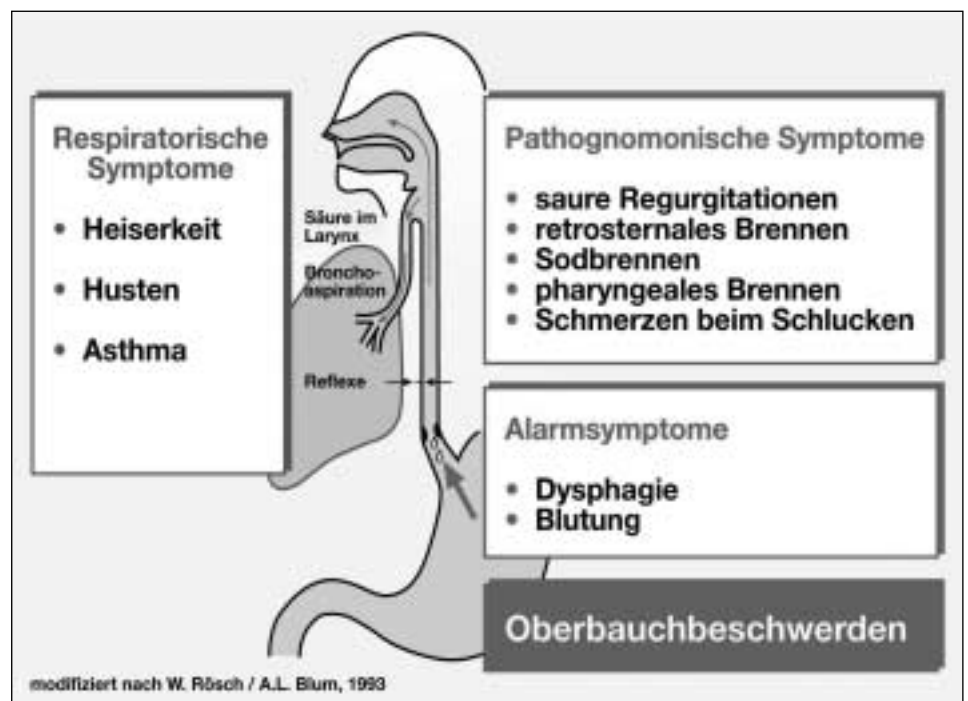 Respiratorische
Symptome
• Heiserkeit
• Husten
• Asthma
Säure im
Larynx
Broncho-
aspiration
Reflexe
Pathognomonische Symptome
• saure Regurgitationen
• retrosternales Brennen
• Sodbrennen
• pharyngeales Brennen
• Schmerzen beim Schlucken
Alarmsymptome
• Dysphagie
• Blutung
Oberbauchbeschwerden
modifiziert nach W. Rösch / A.L. Blum, 1993